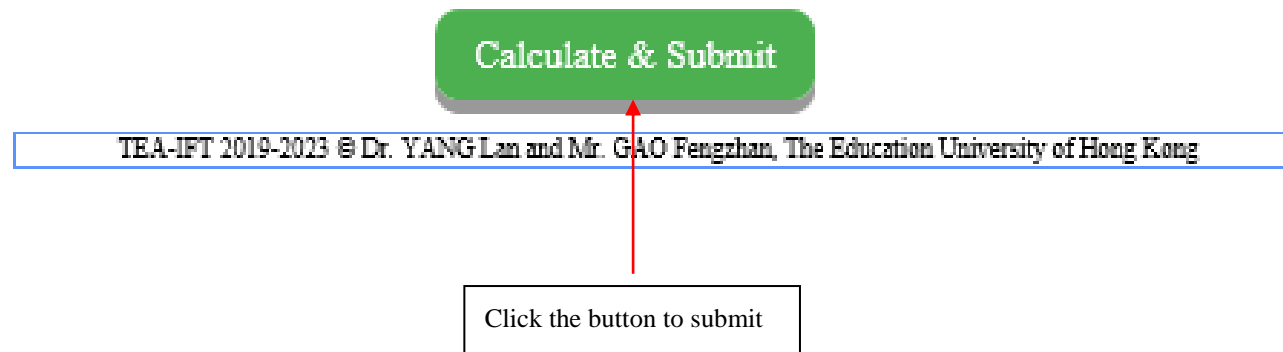 Calculate & Submit
TEA-IFT 2019-2023 © Dr. YANG Lan and Mr. GAO Fengzhan, The Education University of Hong Kong
Click the button to submit